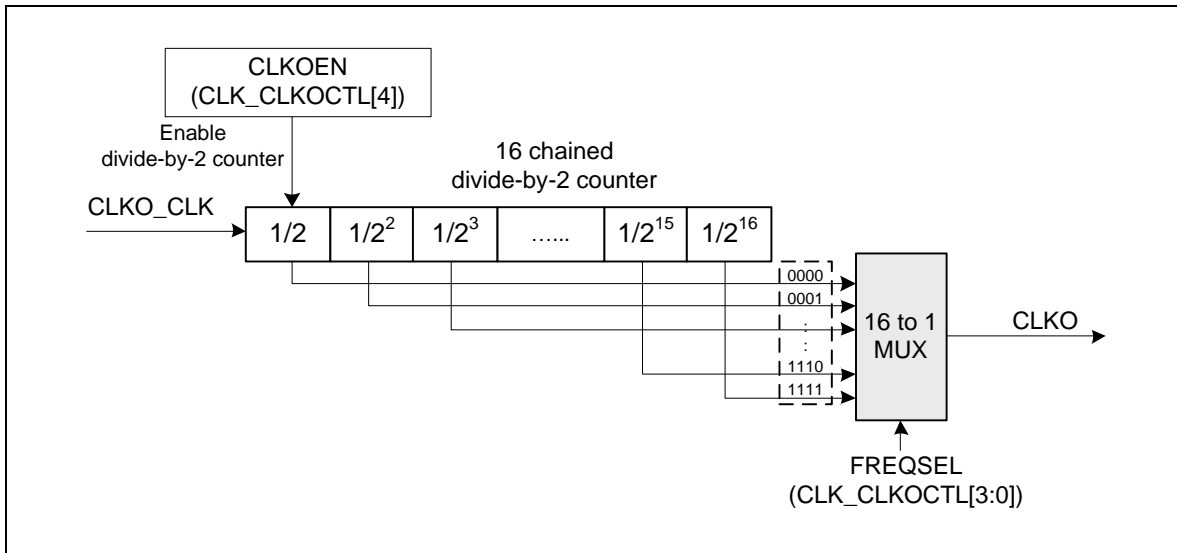 CLKOEN
(CLK_CLKOCTL[4])
Enable
divide-by-2 counter
16 chained
divide-by-2 counter
CLKO_CLK
1/2 1/2² 1/2³ …... 1/2¹⁵ 1/2¹⁶
0000
0001
:
:
1110
1111
16 to 1
MUX
CLKO
FREQSEL
(CLK_CLKOCTL[3:0])